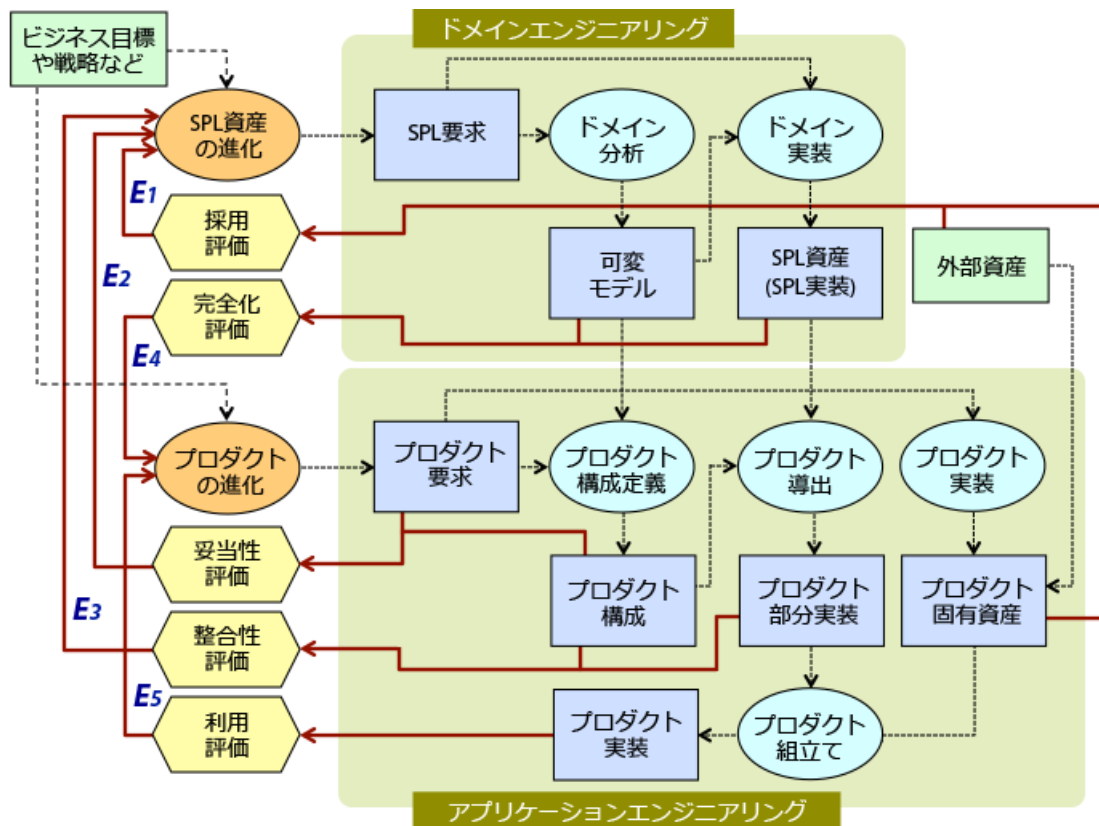 ドメインエンジニアリング
ビジネス目標
や戦略など
SPL資産
の進化
SPL要求
ドメイン
分析
ドメイン
実装
E1
採用
評価
可変
モデル
SPL資産
(SPL実装)
外部資産
E2
完全化
評価
E4
プロダクト
の進化
プロダクト
要求
プロダクト
構成定義
プロダクト
導出
プロダクト
実装
妥当性
評価
プロダクト
構成
プロダクト
部分実装
プロダクト
固有資産
E3
整合性
評価
E5
利用
評価
プロダクト
実装
プロダクト
組立て
アプリケーションエンジニアリング